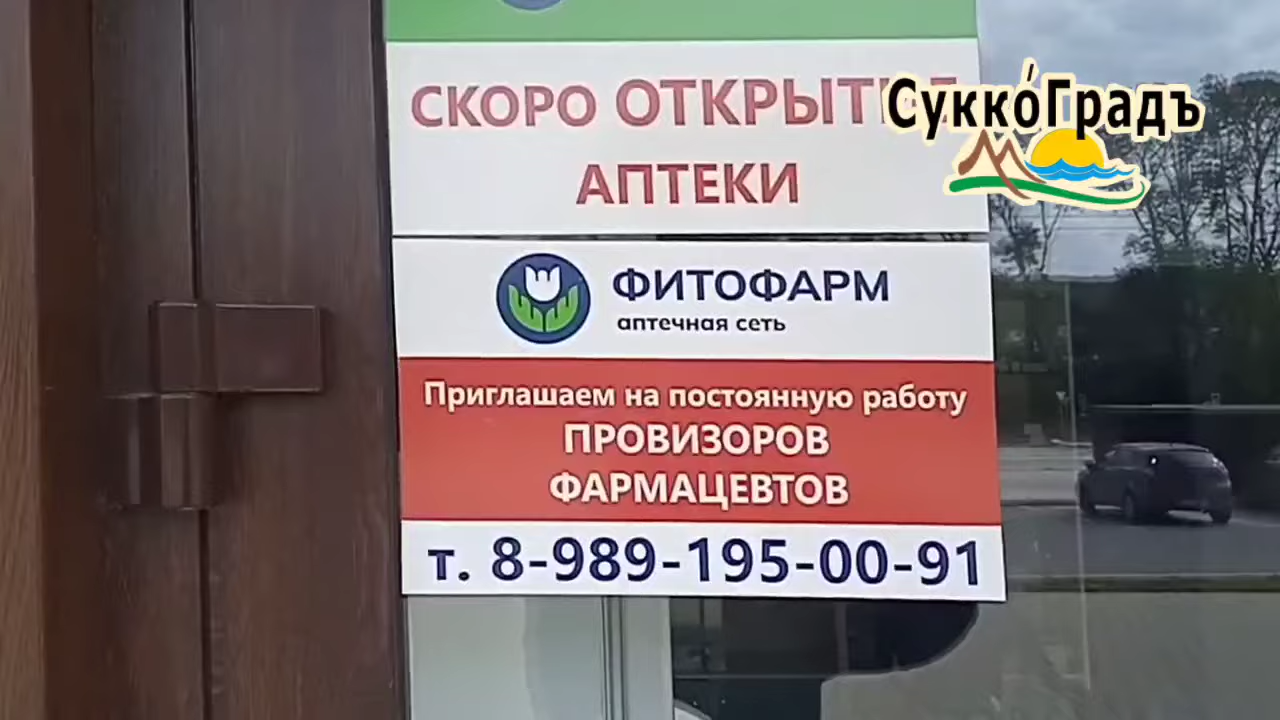 СКОРО ОТКРЫТИЕ
АПТЕКИ
СуккоГрадъ
ФИТОФАРМ
аптечная сеть
Приглашаем на постоянную работу
ПРОВИЗОРОВ
ФАРМАЦЕВТОВ
т. 8-989-195-00-91